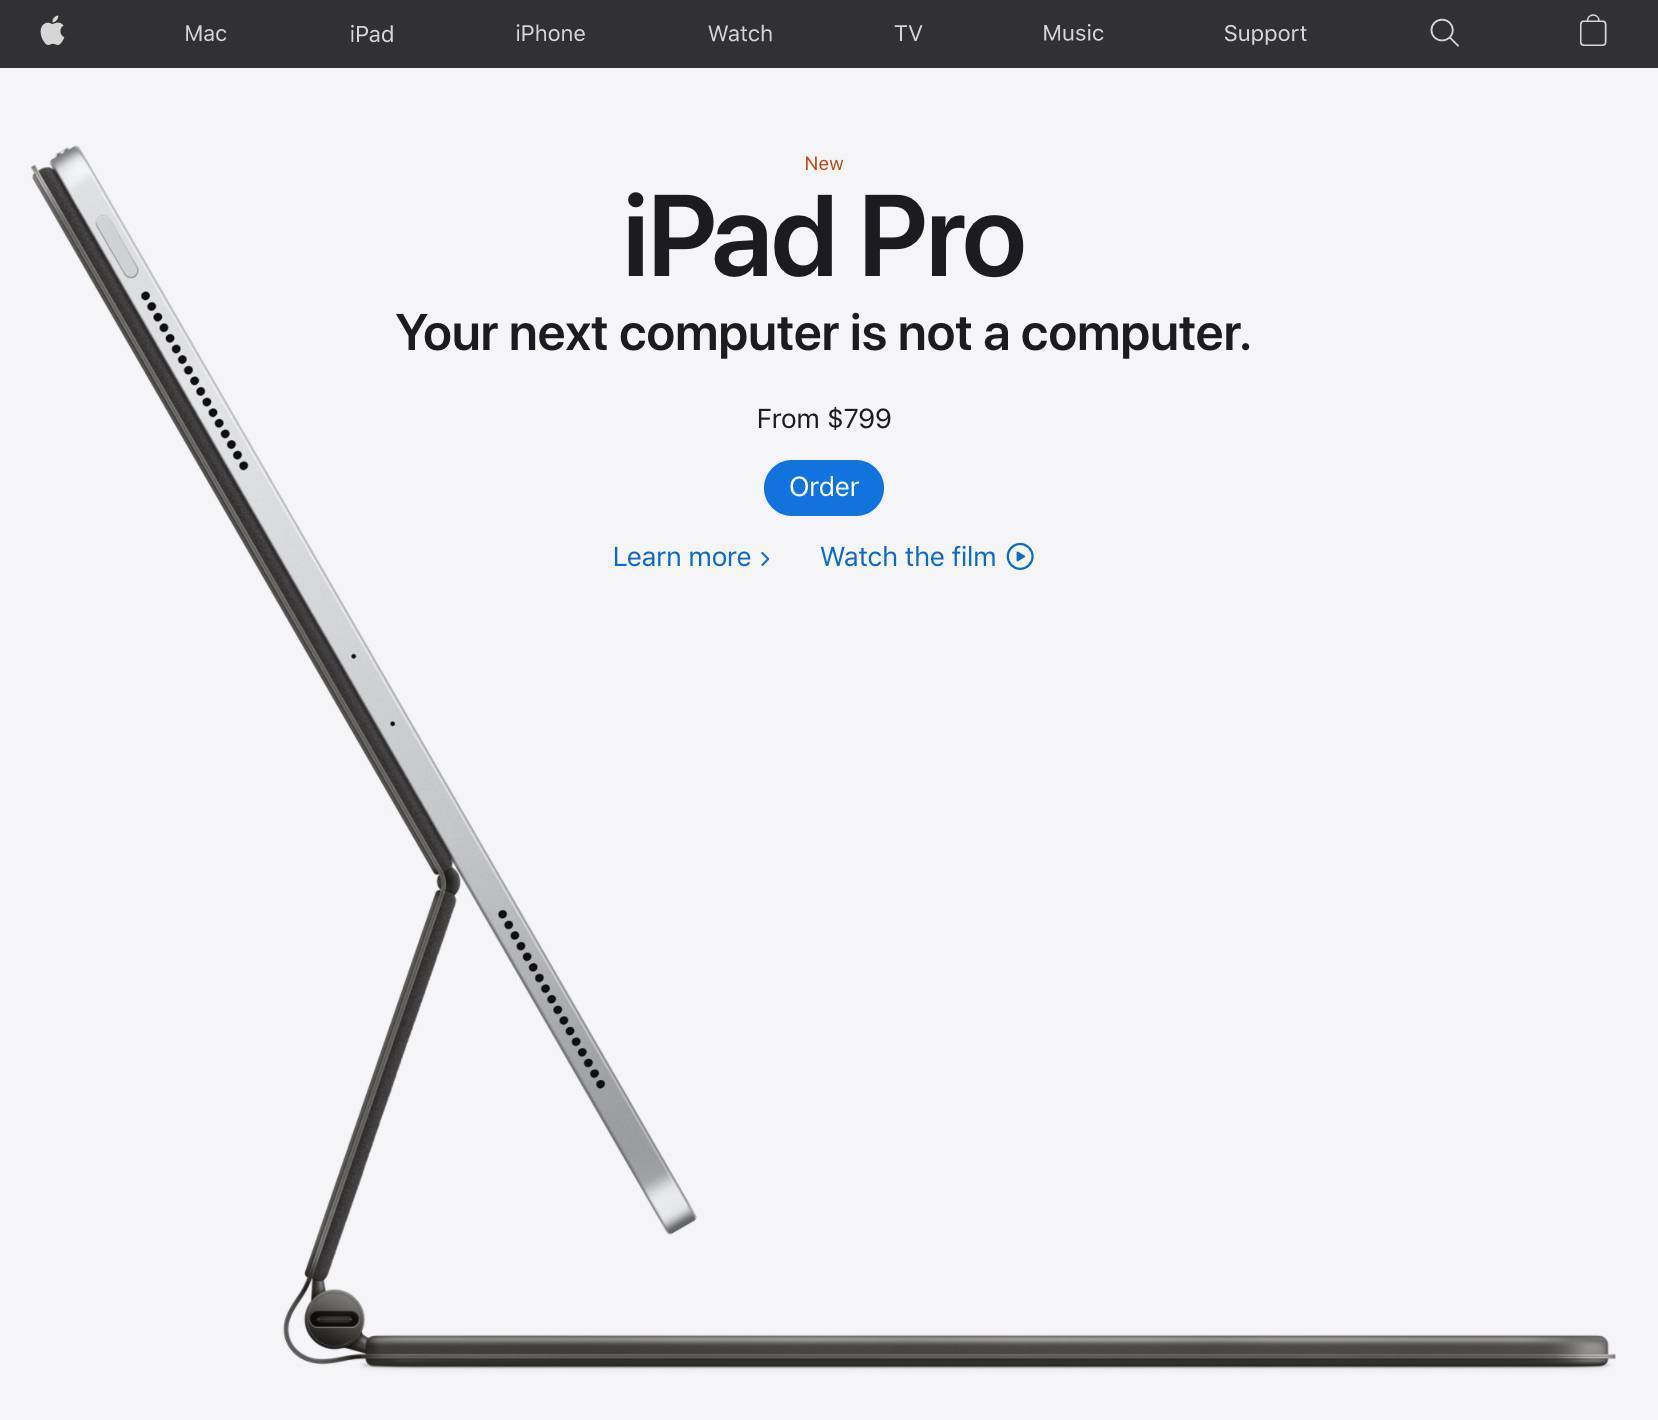 Mac iPad iPhone Watch TV Music Support
New
iPad Pro
Your next computer is not a computer.
From $799
Order
Learn more Watch the film